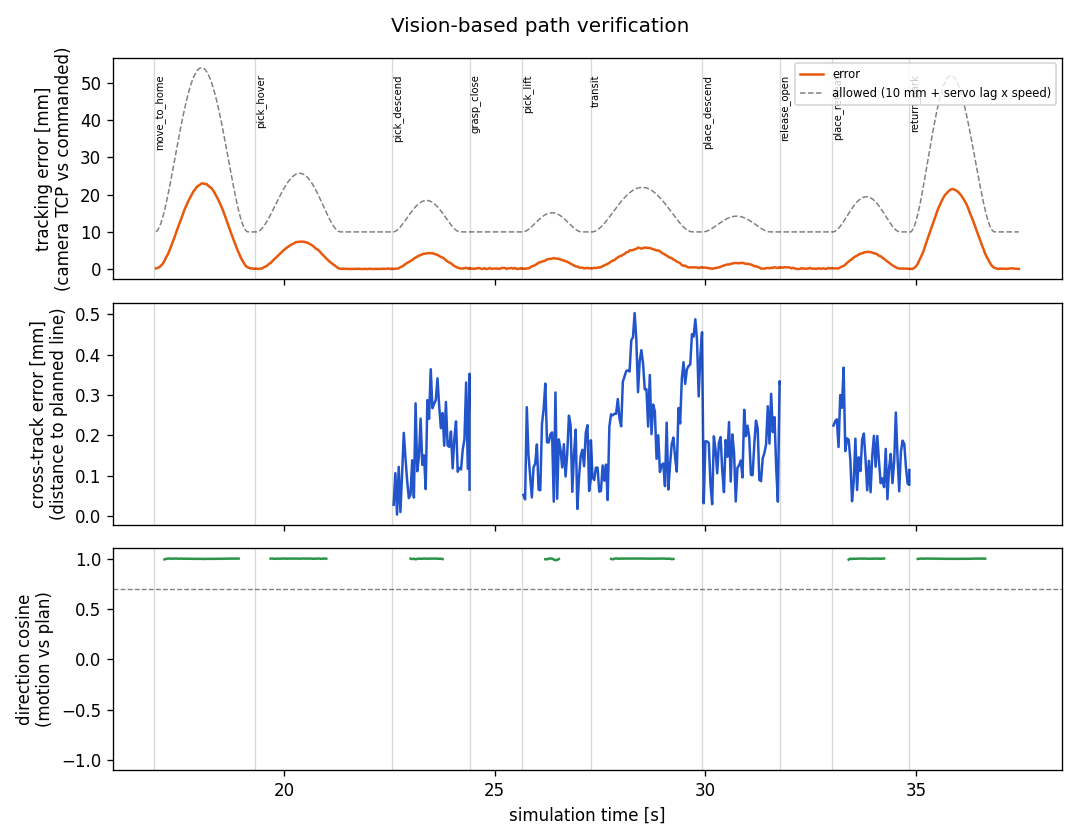 Vision-based path verification
tracking error [mm]
(camera TCP vs commanded)
50
40
30
20
10
0
move_to_home
pick_hover
pick_descend
grasp_close
pick_lift
transit
place_descend
release_open
error
allowed (10 mm + servo lag x speed)
cross-track error [mm]
(distance to planned line)
0.5
0.4
0.3
0.2
0.1
0.0
direction cosine
(motion vs plan)
1.0
0.5
0.0
−0.5
−1.0
20
25
30
35
simulation time [s]